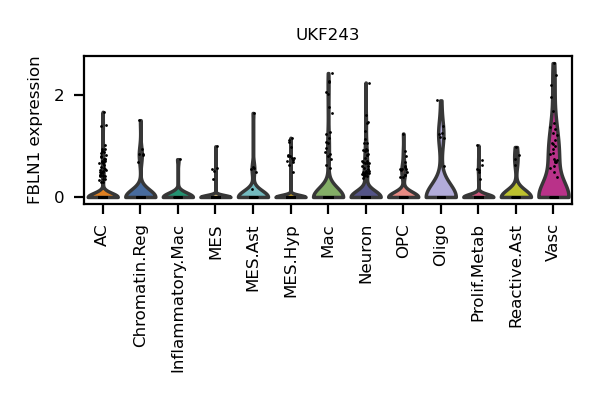 UKF243
FBLN1 expression
2
0
AC
Chromatin.Reg
Inflammatory.Mac
MES
MES.Ast
MES.Hyp
Mac
Neuron
OPC
Oligo
Prolif.Metab
Reactive.Ast
Vasc